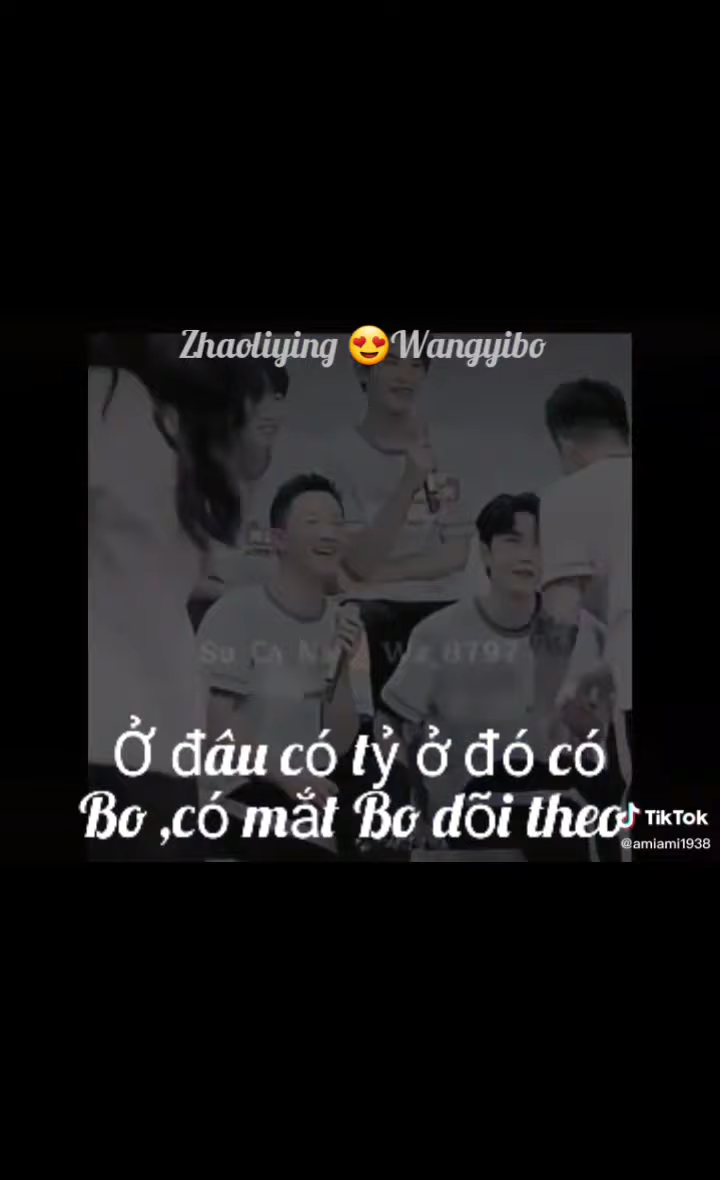 Zhaoliying 😍Wangyibo
Ở đâu có tỷ ở đó có
Bo ,có mắt Bo dõi theo
TikTok
@amiami1938